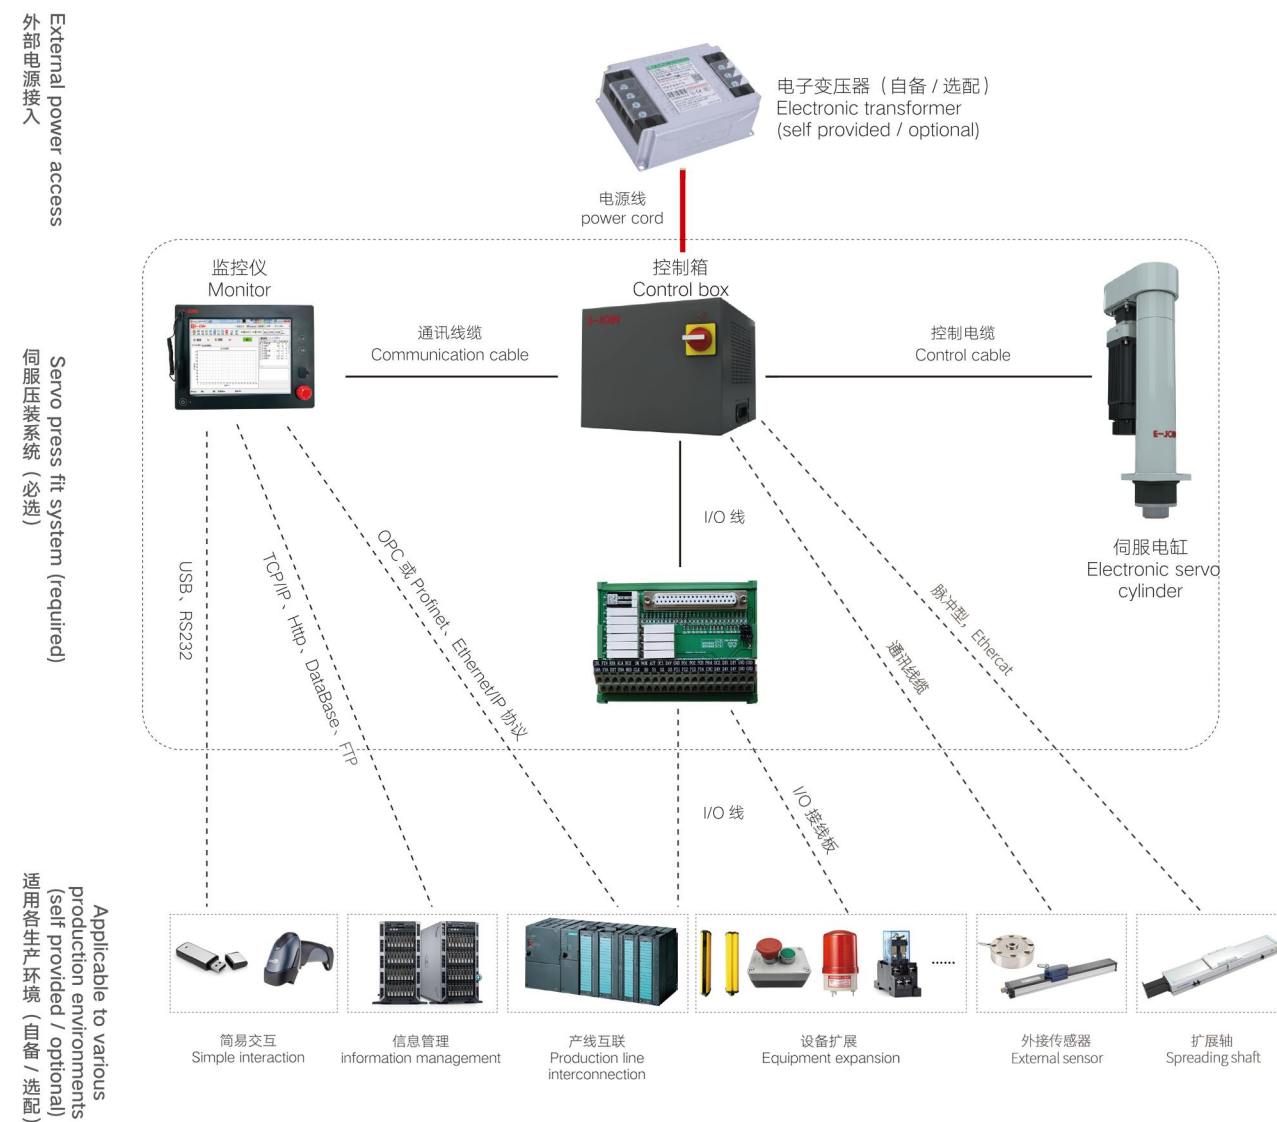 外部电源接入
External power access
电子变压器（自备 / 选配）
Electronic transformer
(self provided / optional)
电源线
power cord
伺服压装系统（必选）
Servo press fit system (required)
监控仪
Monitor
控制箱
Control box
E-JOIN
通讯线缆
Communication cable
控制电缆
Control cable
E-JOIN
伺服电缸
Electronic servo
cylinder
I/O 线
USB、RS232
TCP/IP、Http、DataBase、FTP
OPC 或 Profinet、Ethernet/IP 协议
通讯线缆
脉冲型，Ethercat
I/O 线
I/O 接线板
适用各生产环境（自备 / 选配）
Applicable to various
production environments
(self provided / optional)
······
简易交互
Simple interaction
信息管理
information management
产线互联
Production line
interconnection
设备扩展
Equipment expansion
外接传感器
External sensor
扩展轴
Spreading shaft